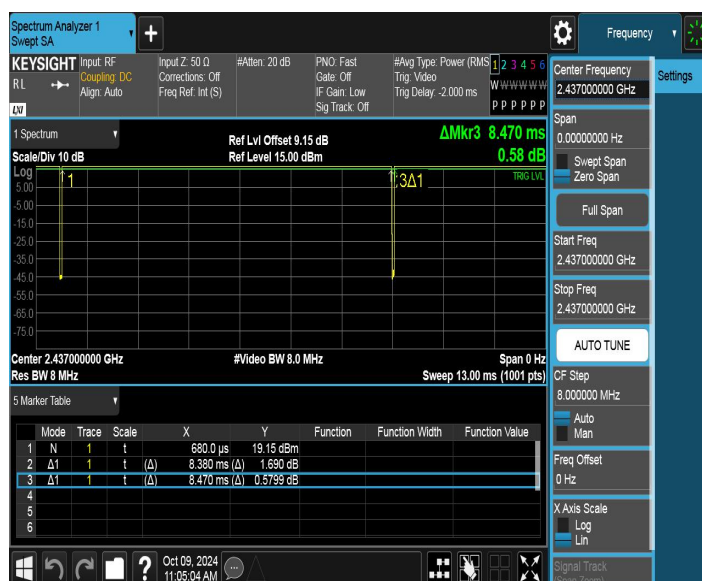 Spectrum Analyzer 1
Swept SA
+
Frequency
KEYSIGHT
RL
LXI
Input: RF
Coupling: DC
Align: Auto
Input Z: 50 Ω
Corrections: Off
Freq Ref: Int (S)
#Atten: 20 dB
PNO: Fast
Gate: Off
IF Gain: Low
Sig Track: Off
#Avg Type: Power (RMS
Trig: Video
Trig Delay: -2.000 ms
1 2 3 4 5 6
W W W W W W
P P P P P P
1 Spectrum
Scale/Div 10 dB
Ref Lvl Offset 9.15 dB
Ref Level 15.00 dBm
ΔMkr3 8.470 ms
0.58 dB
Log
TRIG LVL
1
3Δ1
5.00
-5.00
-15.0
-25.0
-35.0
-45.0
-55.0
-65.0
-75.0
Center 2.437000000 GHz
#Video BW 8.0 MHz
Span 0 Hz
Res BW 8 MHz
Sweep 13.00 ms (1001 pts)
5 Marker Table
Mode Trace Scale X Y Function Function Width Function Value
1 N 1 t 680.0 µs 19.15 dBm
2 Δ1 1 t (Δ) 8.380 ms (Δ) 1.690 dB
3 Δ1 1 t (Δ) 8.470 ms (Δ) 0.5799 dB
4
5
6
?
Oct 09, 2024
11:05:04 AM
Center Frequency
2.437000000 GHz
Span
0.00000000 Hz
Swept Span
Zero Span
Full Span
Start Freq
2.437000000 GHz
Stop Freq
2.437000000 GHz
AUTO TUNE
CF Step
8.000000 MHz
Auto
Man
Freq Offset
0 Hz
X Axis Scale
Log
Lin
Signal Track
(Span Zoom)
Settings